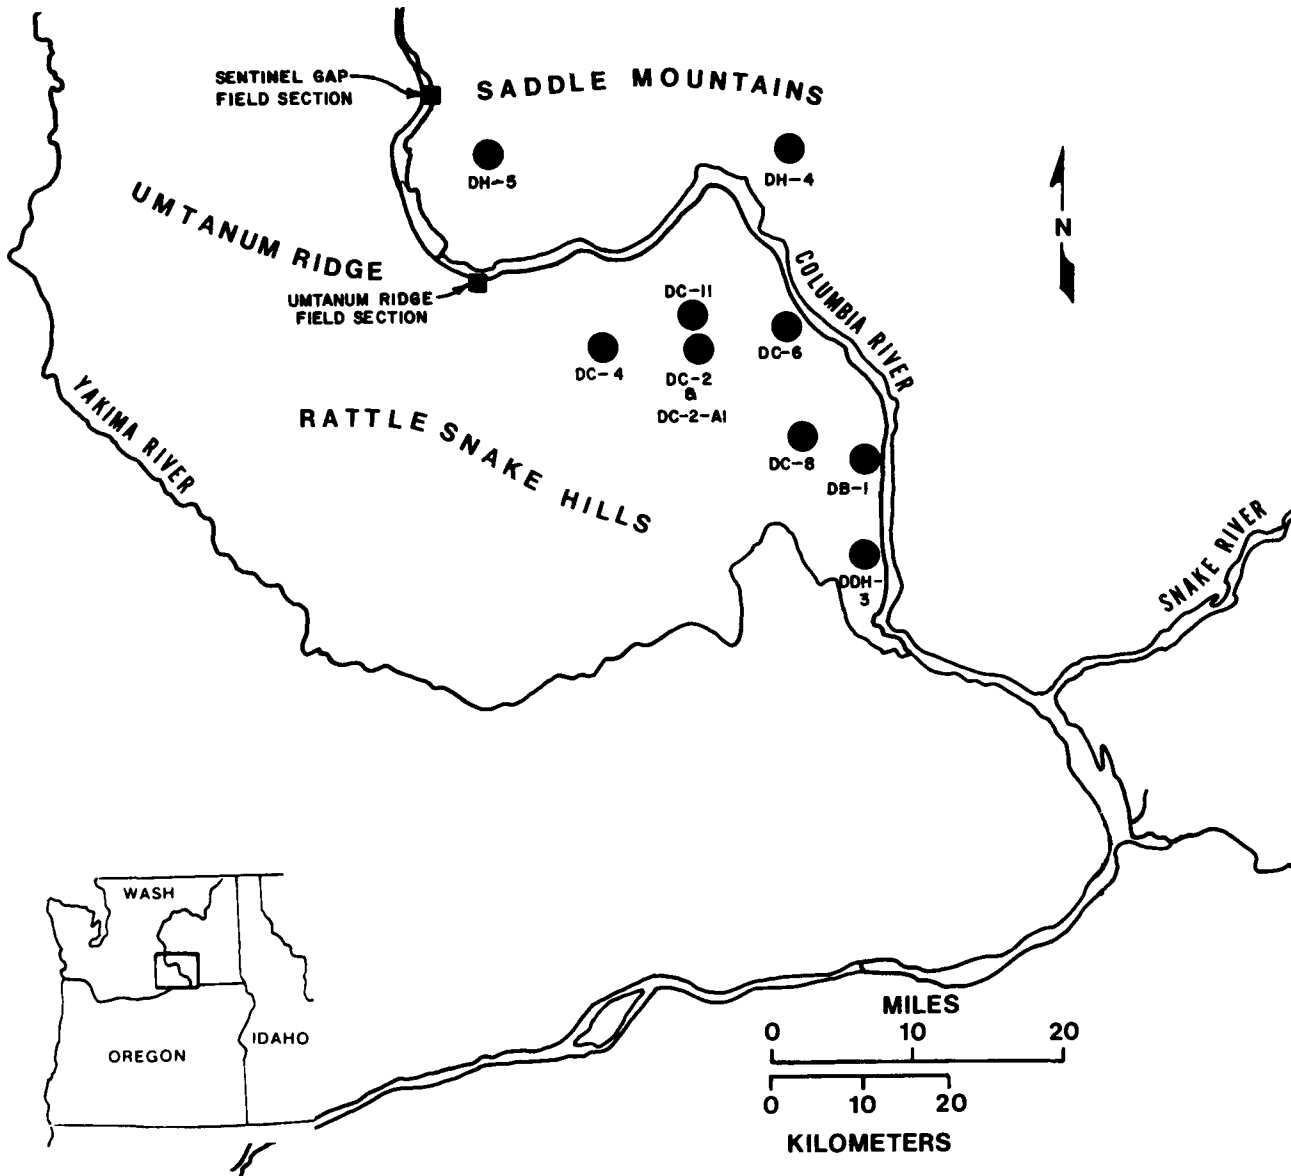 SENTINEL GAP
FIELD SECTION
SADDLE MOUNTAINS
DH-5
DH-4
UMTANUM RIDGE
N
COLUMBIA RIVER
UMTANUM RIDGE
FIELD SECTION
DC-11
DC-6
DC-4
DC-2
&
DC-2-A1
YAKIMA RIVER
RATTLE SNAKE HILLS
DC-8
DB-1
DDH-
3
SNAKE RIVER
WASH
OREGON
IDAHO
MILES
0 10 20
0 10 20
KILOMETERS